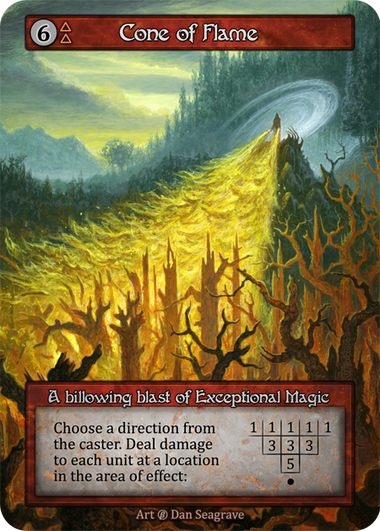 6 Cone of Flame
A billowing blast of Exceptional Magic
Choose a direction from
the caster. Deal damage
to each unit at a location
in the area of effect:
1 1 1 1 1
3 3 3
5
Art @ Dan Seagrave